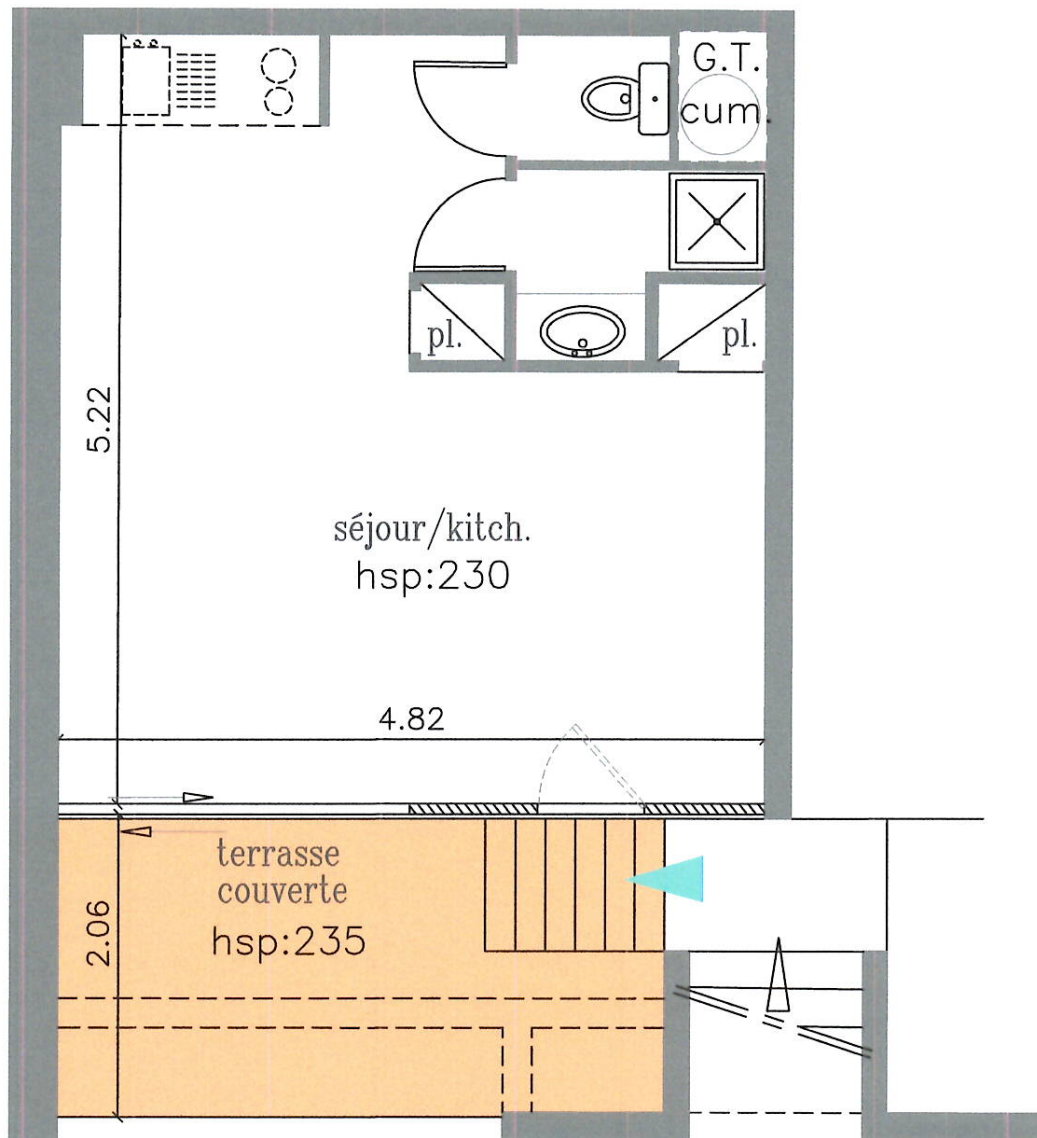 G.T.
cum.
pl.
pl.
5.22
séjour/kitch.
hsp:230
4.82
terrasse
couverte
hsp:235
2.06